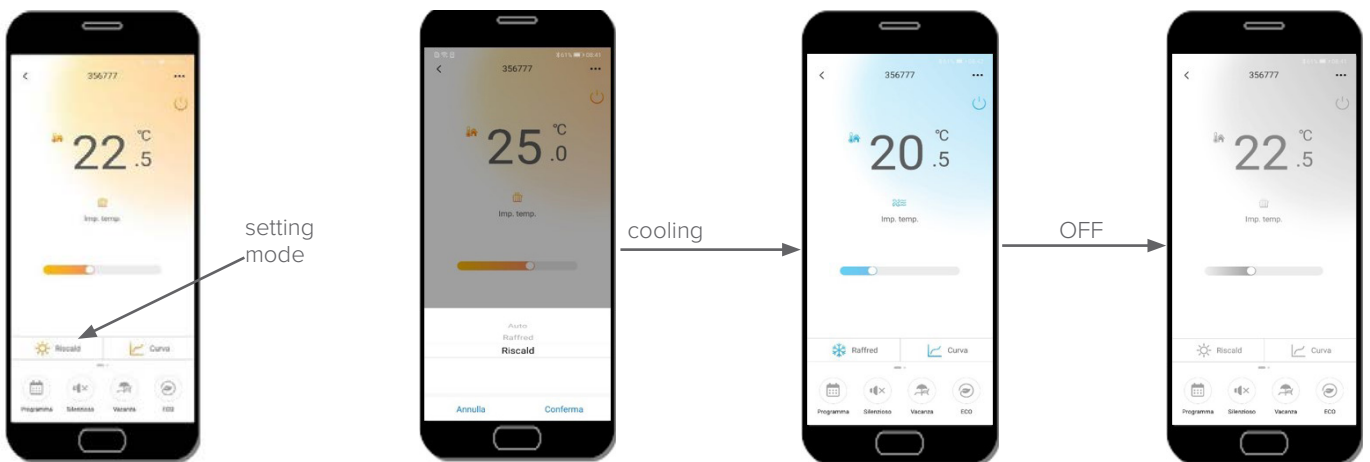 356777
22 .5 °C
Imp. temp.
Riscald
Curva
Programma
Silenzioso
Vacanza
ECO
setting
mode
356777
25 .0 °C
Imp. temp.
Auto
Raffred
Riscald
Annulla
Conferma
cooling
356777
20 .5 °C
Imp. temp.
Raffred
Curva
Programma
Silenzioso
Vacanza
ECO
OFF
356777
22 .5 °C
Imp. temp.
Riscald
Curva
Programma
Silenzioso
Vacanza
ECO